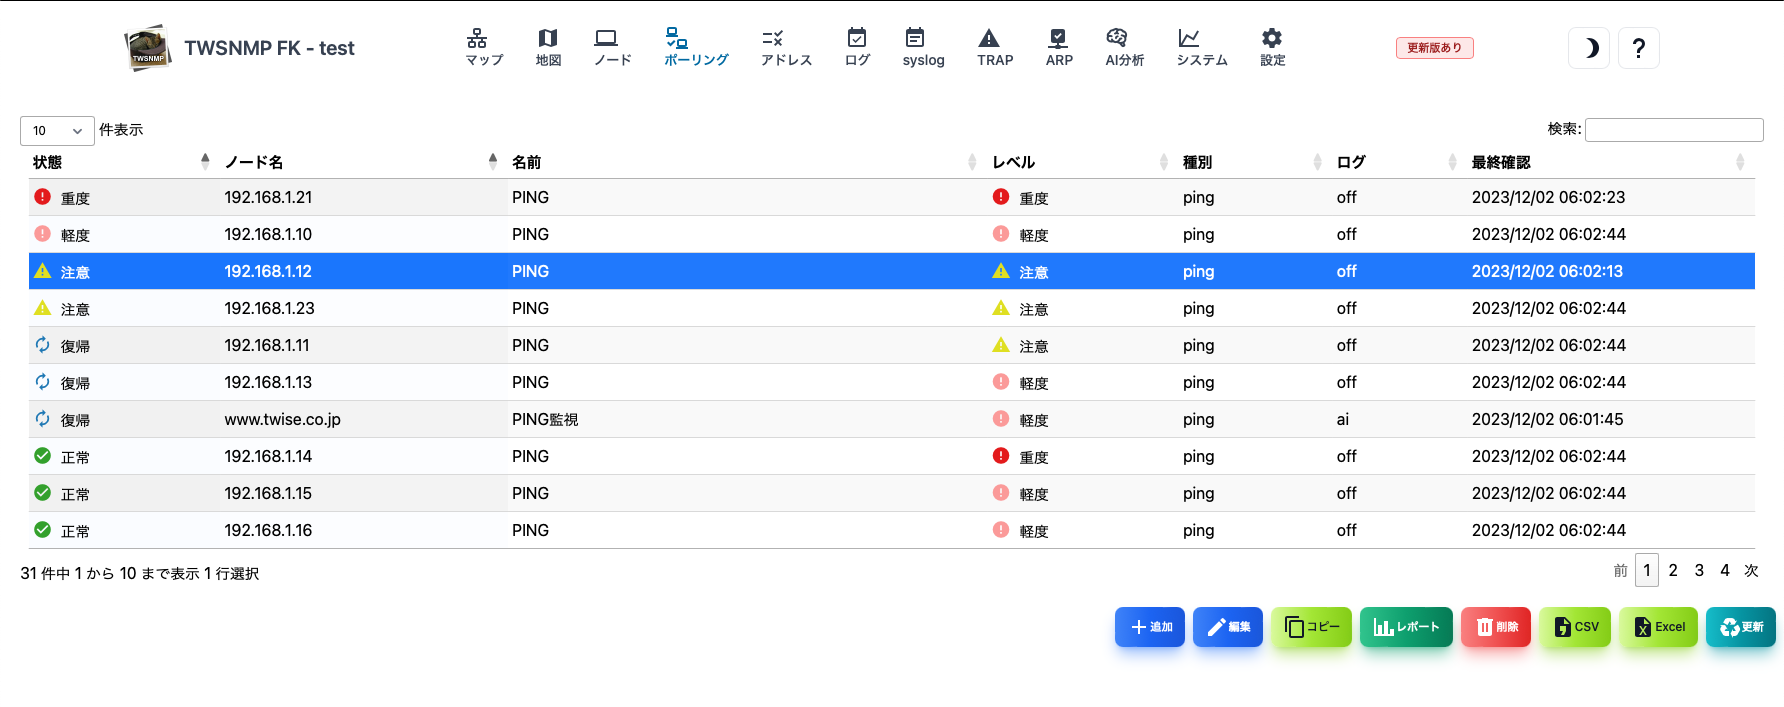 TWSNMP FK - test
マップ 地図 ノード ポーリング アドレス ログ syslog TRAP ARP AI分析 システム 設定
更新版あり
?
TWSNMP
10 件表示
検索:
状態 ノード名 名前 レベル 種別 ログ 最終確認
重度 192.168.1.21 PING 重度 ping off 2023/12/02 06:02:23
軽度 192.168.1.10 PING 軽度 ping off 2023/12/02 06:02:44
注意 192.168.1.12 PING 注意 ping off 2023/12/02 06:02:13
注意 192.168.1.23 PING 注意 ping off 2023/12/02 06:02:44
復帰 192.168.1.11 PING 注意 ping off 2023/12/02 06:02:44
復帰 192.168.1.13 PING 軽度 ping off 2023/12/02 06:02:44
復帰 www.twise.co.jp PING監視 軽度 ping ai 2023/12/02 06:01:45
正常 192.168.1.14 PING 重度 ping off 2023/12/02 06:02:44
正常 192.168.1.15 PING 軽度 ping off 2023/12/02 06:02:44
正常 192.168.1.16 PING 軽度 ping off 2023/12/02 06:02:44
31 件中 1 から 10 まで表示 1 行選択
前 1 2 3 4 次
追加 編集 コピー レポート 削除 CSV Excel 更新